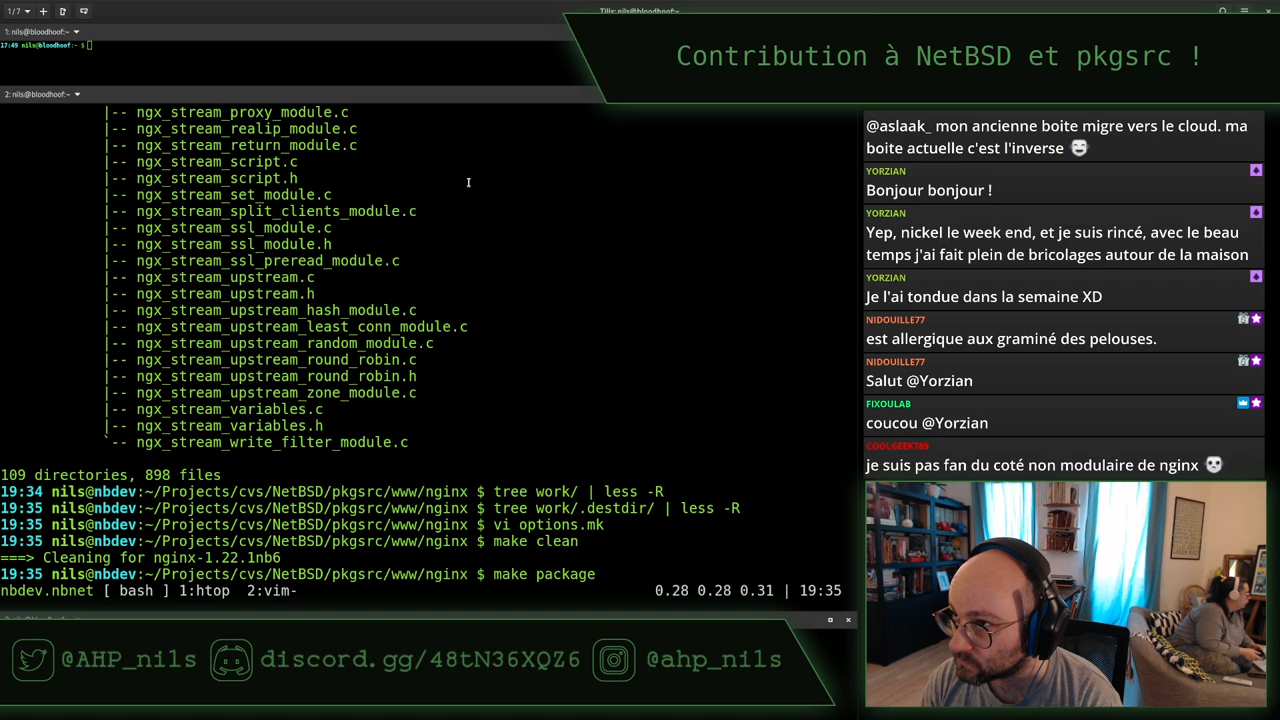 1 / 7
Tilix: nils@bloodhoof:~
1: nils@bloodhoof:~
17:49 nils@bloodhoof:~ $
Contribution à NetBSD et pkgsrc !
2: nils@bloodhoof:~
|-- ngx_stream_proxy_module.c
|-- ngx_stream_realip_module.c
|-- ngx_stream_return_module.c
|-- ngx_stream_script.c
|-- ngx_stream_script.h
|-- ngx_stream_set_module.c
|-- ngx_stream_split_clients_module.c
|-- ngx_stream_ssl_module.c
|-- ngx_stream_ssl_module.h
|-- ngx_stream_ssl_preread_module.c
|-- ngx_stream_upstream.c
|-- ngx_stream_upstream.h
|-- ngx_stream_upstream_hash_module.c
|-- ngx_stream_upstream_least_conn_module.c
|-- ngx_stream_upstream_random_module.c
|-- ngx_stream_upstream_round_robin.c
|-- ngx_stream_upstream_round_robin.h
|-- ngx_stream_upstream_zone_module.c
|-- ngx_stream_variables.c
|-- ngx_stream_variables.h
`-- ngx_stream_write_filter_module.c
109 directories, 898 files
19:34 nils@nbdev:~/Projects/cvs/NetBSD/pkgsrc/www/nginx $ tree work/ | less -R
19:35 nils@nbdev:~/Projects/cvs/NetBSD/pkgsrc/www/nginx $ tree work/.destdir/ | less -R
19:35 nils@nbdev:~/Projects/cvs/NetBSD/pkgsrc/www/nginx $ vi options.mk
19:35 nils@nbdev:~/Projects/cvs/NetBSD/pkgsrc/www/nginx $ make clean
===> Cleaning for nginx-1.22.1nb6
19:35 nils@nbdev:~/Projects/cvs/NetBSD/pkgsrc/www/nginx $ make package
nbdev.nbnet [ bash ] 1:htop 2:vim- 0.28 0.28 0.31 | 19:35
@aslaak_ mon ancienne boite migre vers le cloud. ma
boite actuelle c'est l'inverse
YORZIAN
Bonjour bonjour !
YORZIAN
Yep, nickel le week end, et je suis rincé, avec le beau
temps j'ai fait plein de bricolages autour de la maison
YORZIAN
Je l'ai tondue dans la semaine XD
NIDOUILLE77
est allergique aux graminé des pelouses.
NIDOUILLE77
Salut @Yorzian
FIXOULAB
coucou @Yorzian
COOLGEEK789
je suis pas fan du coté non modulaire de nginx
@AHP_nils
discord.gg/48tN36XQZ6
@ahp_nils